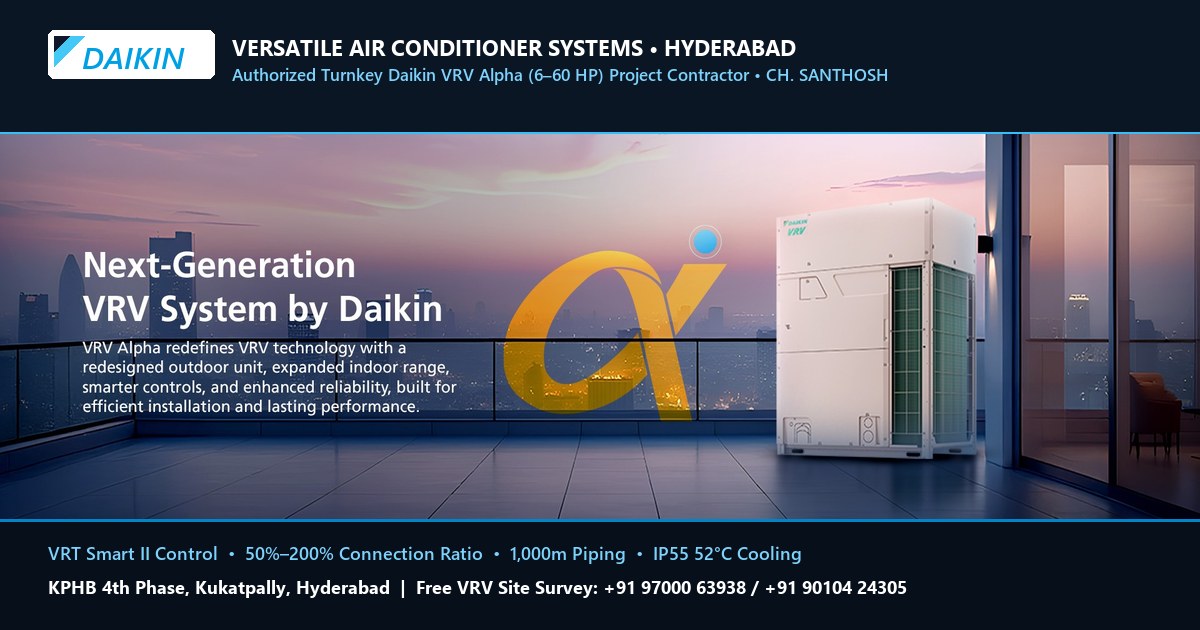 DAIKIN
VERSATILE AIR CONDITIONER SYSTEMS • HYDERABAD
Authorized Turnkey Daikin VRV Alpha (6–60 HP) Project Contractor • CH. SANTHOSH
Next-Generation
VRV System by Daikin
VRV Alpha redefines VRV technology with a
redesigned outdoor unit, expanded indoor range,
smarter controls, and enhanced reliability, built for
efficient installation and lasting performance.
α
DAIKIN
VRV
VRT Smart II Control • 50%–200% Connection Ratio • 1,000m Piping • IP55 52°C Cooling
KPHB 4th Phase, Kukatpally, Hyderabad | Free VRV Site Survey: +91 97000 63938 / +91 90104 24305